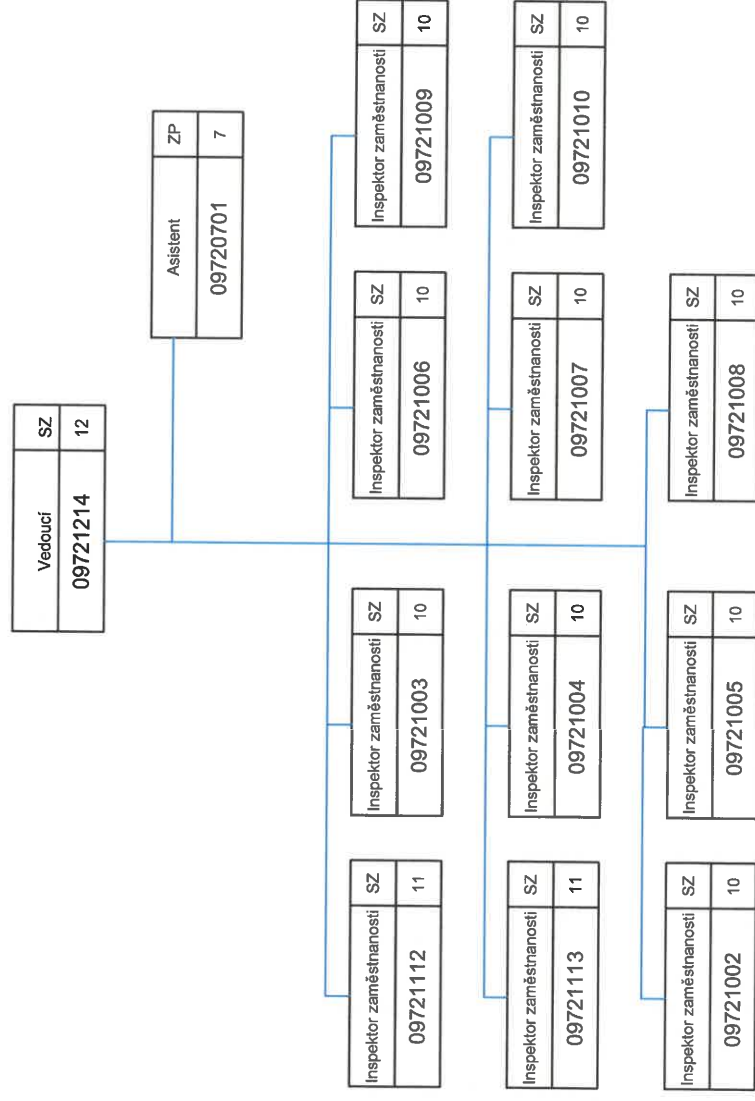 Vedoucí SZ
09721214 12
Asistent ZP
09720701 7
Inspektor zaměstnanosti SZ
09721112 11
Inspektor zaměstnanosti SZ
09721003 10
Inspektor zaměstnanosti SZ
09721006 10
Inspektor zaměstnanosti SZ
09721009 10
Inspektor zaměstnanosti SZ
09721113 11
Inspektor zaměstnanosti SZ
09721004 10
Inspektor zaměstnanosti SZ
09721007 10
Inspektor zaměstnanosti SZ
09721010 10
Inspektor zaměstnanosti SZ
09721002 10
Inspektor zaměstnanosti SZ
09721005 10
Inspektor zaměstnanosti SZ
09721008 10